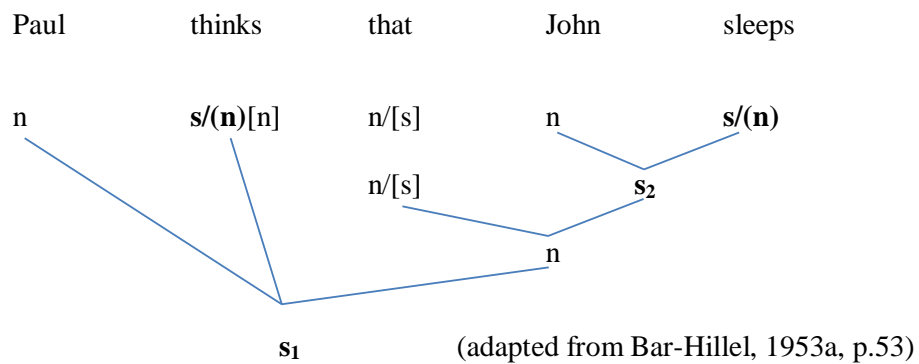 Paul thinks that John sleeps
n s/(n)[n] n/[s] n s/(n)
n/[s] s₂
n
s₁ (adapted from Bar-Hillel, 1953a, p.53)